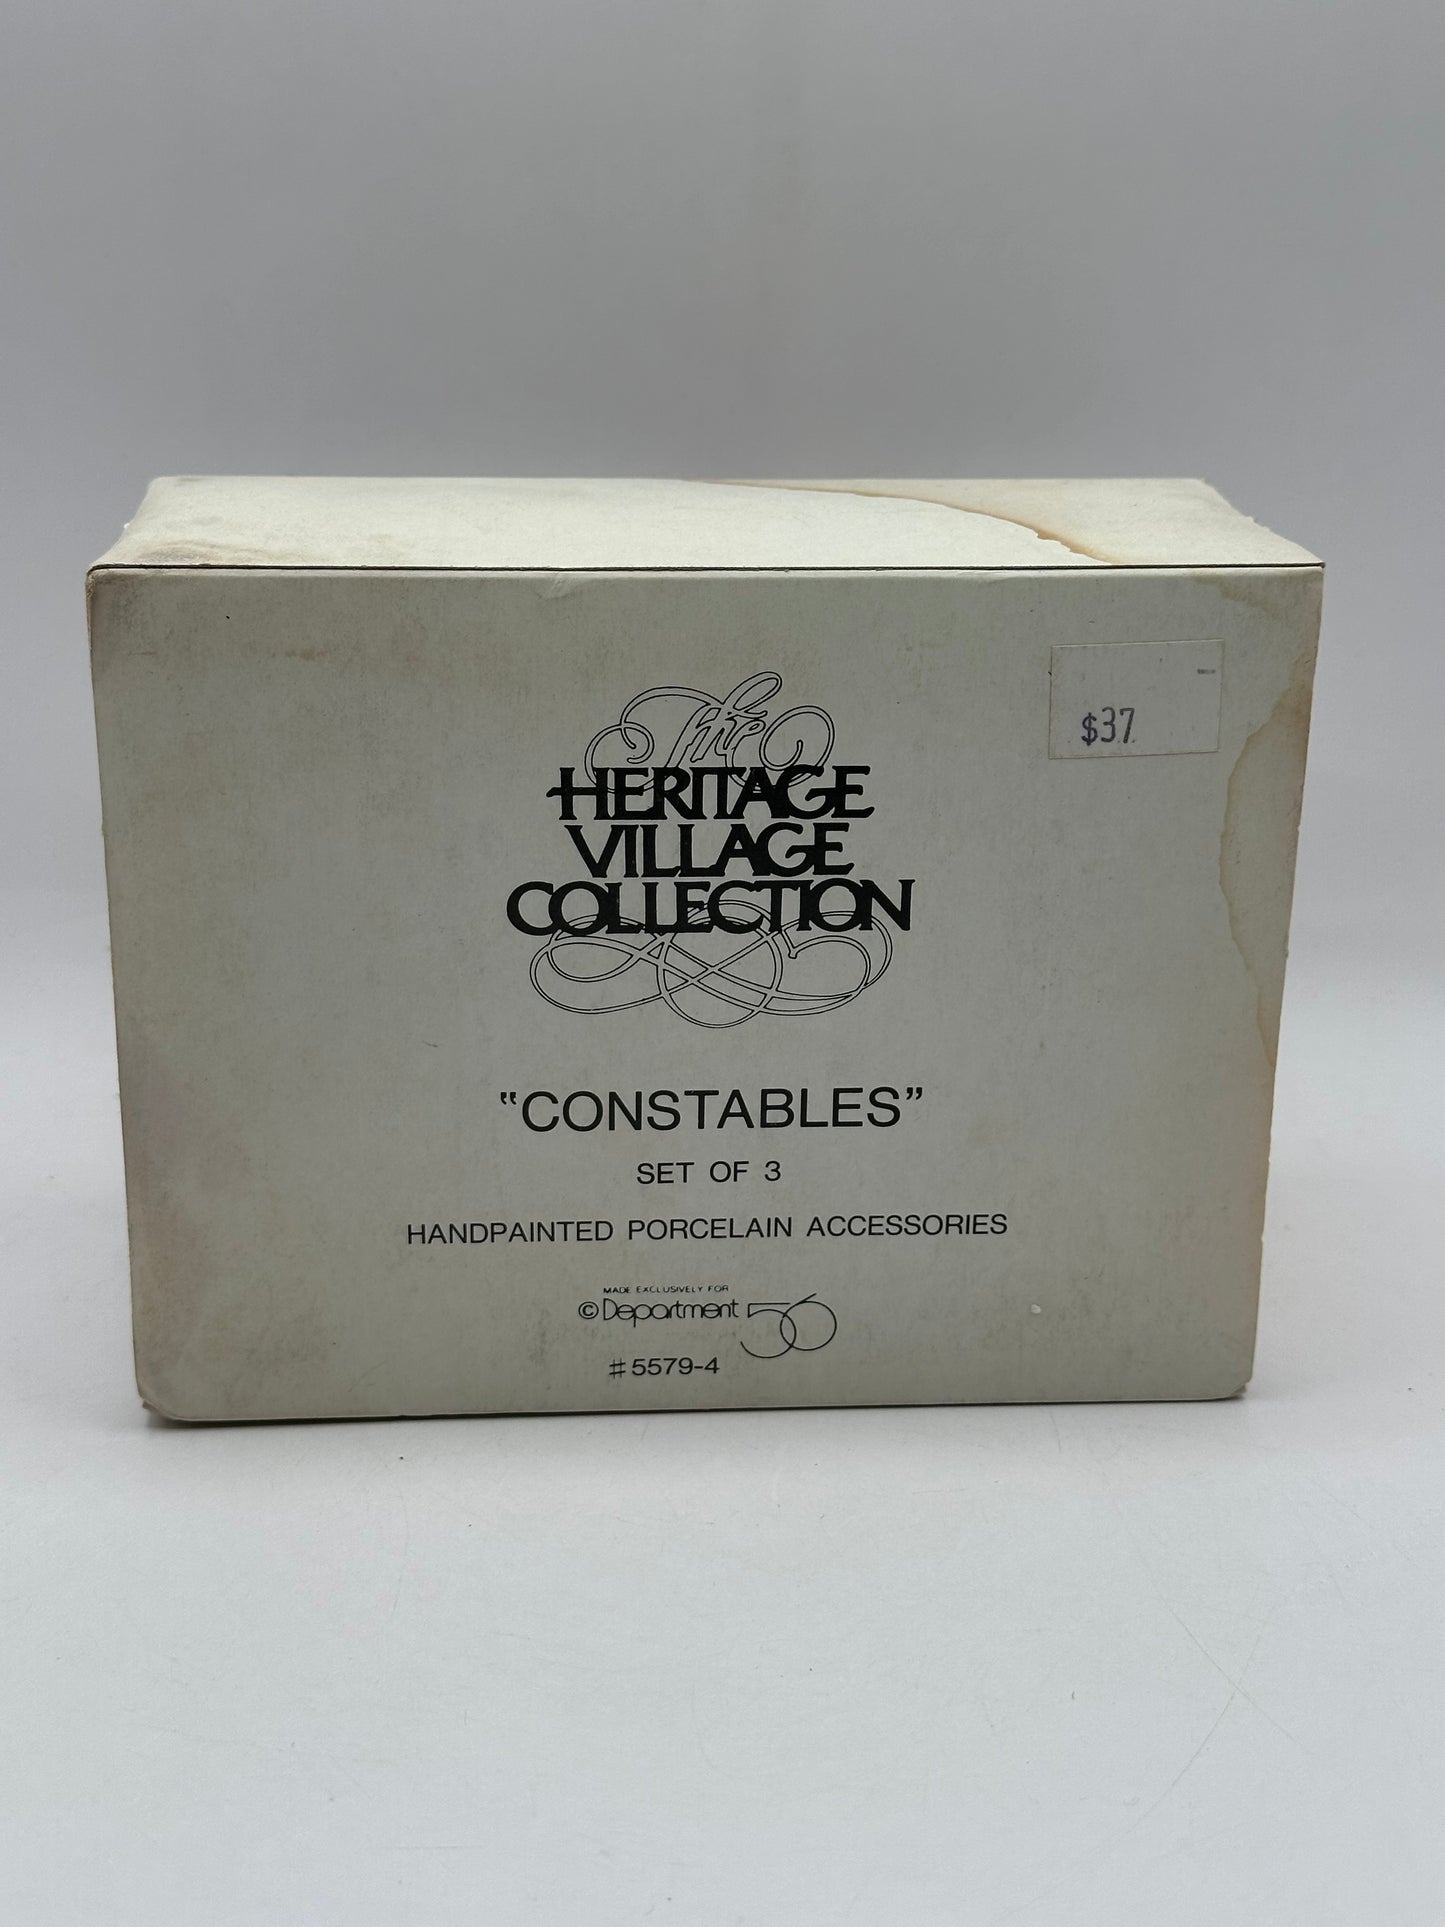 The
HERITAGE
VILLAGE
COLLECTION
$37
"CONSTABLES"
SET OF 3
HANDPAINTED PORCELAIN ACCESSORIES
MADE EXCLUSIVELY FOR
©Department 56
#5579-4